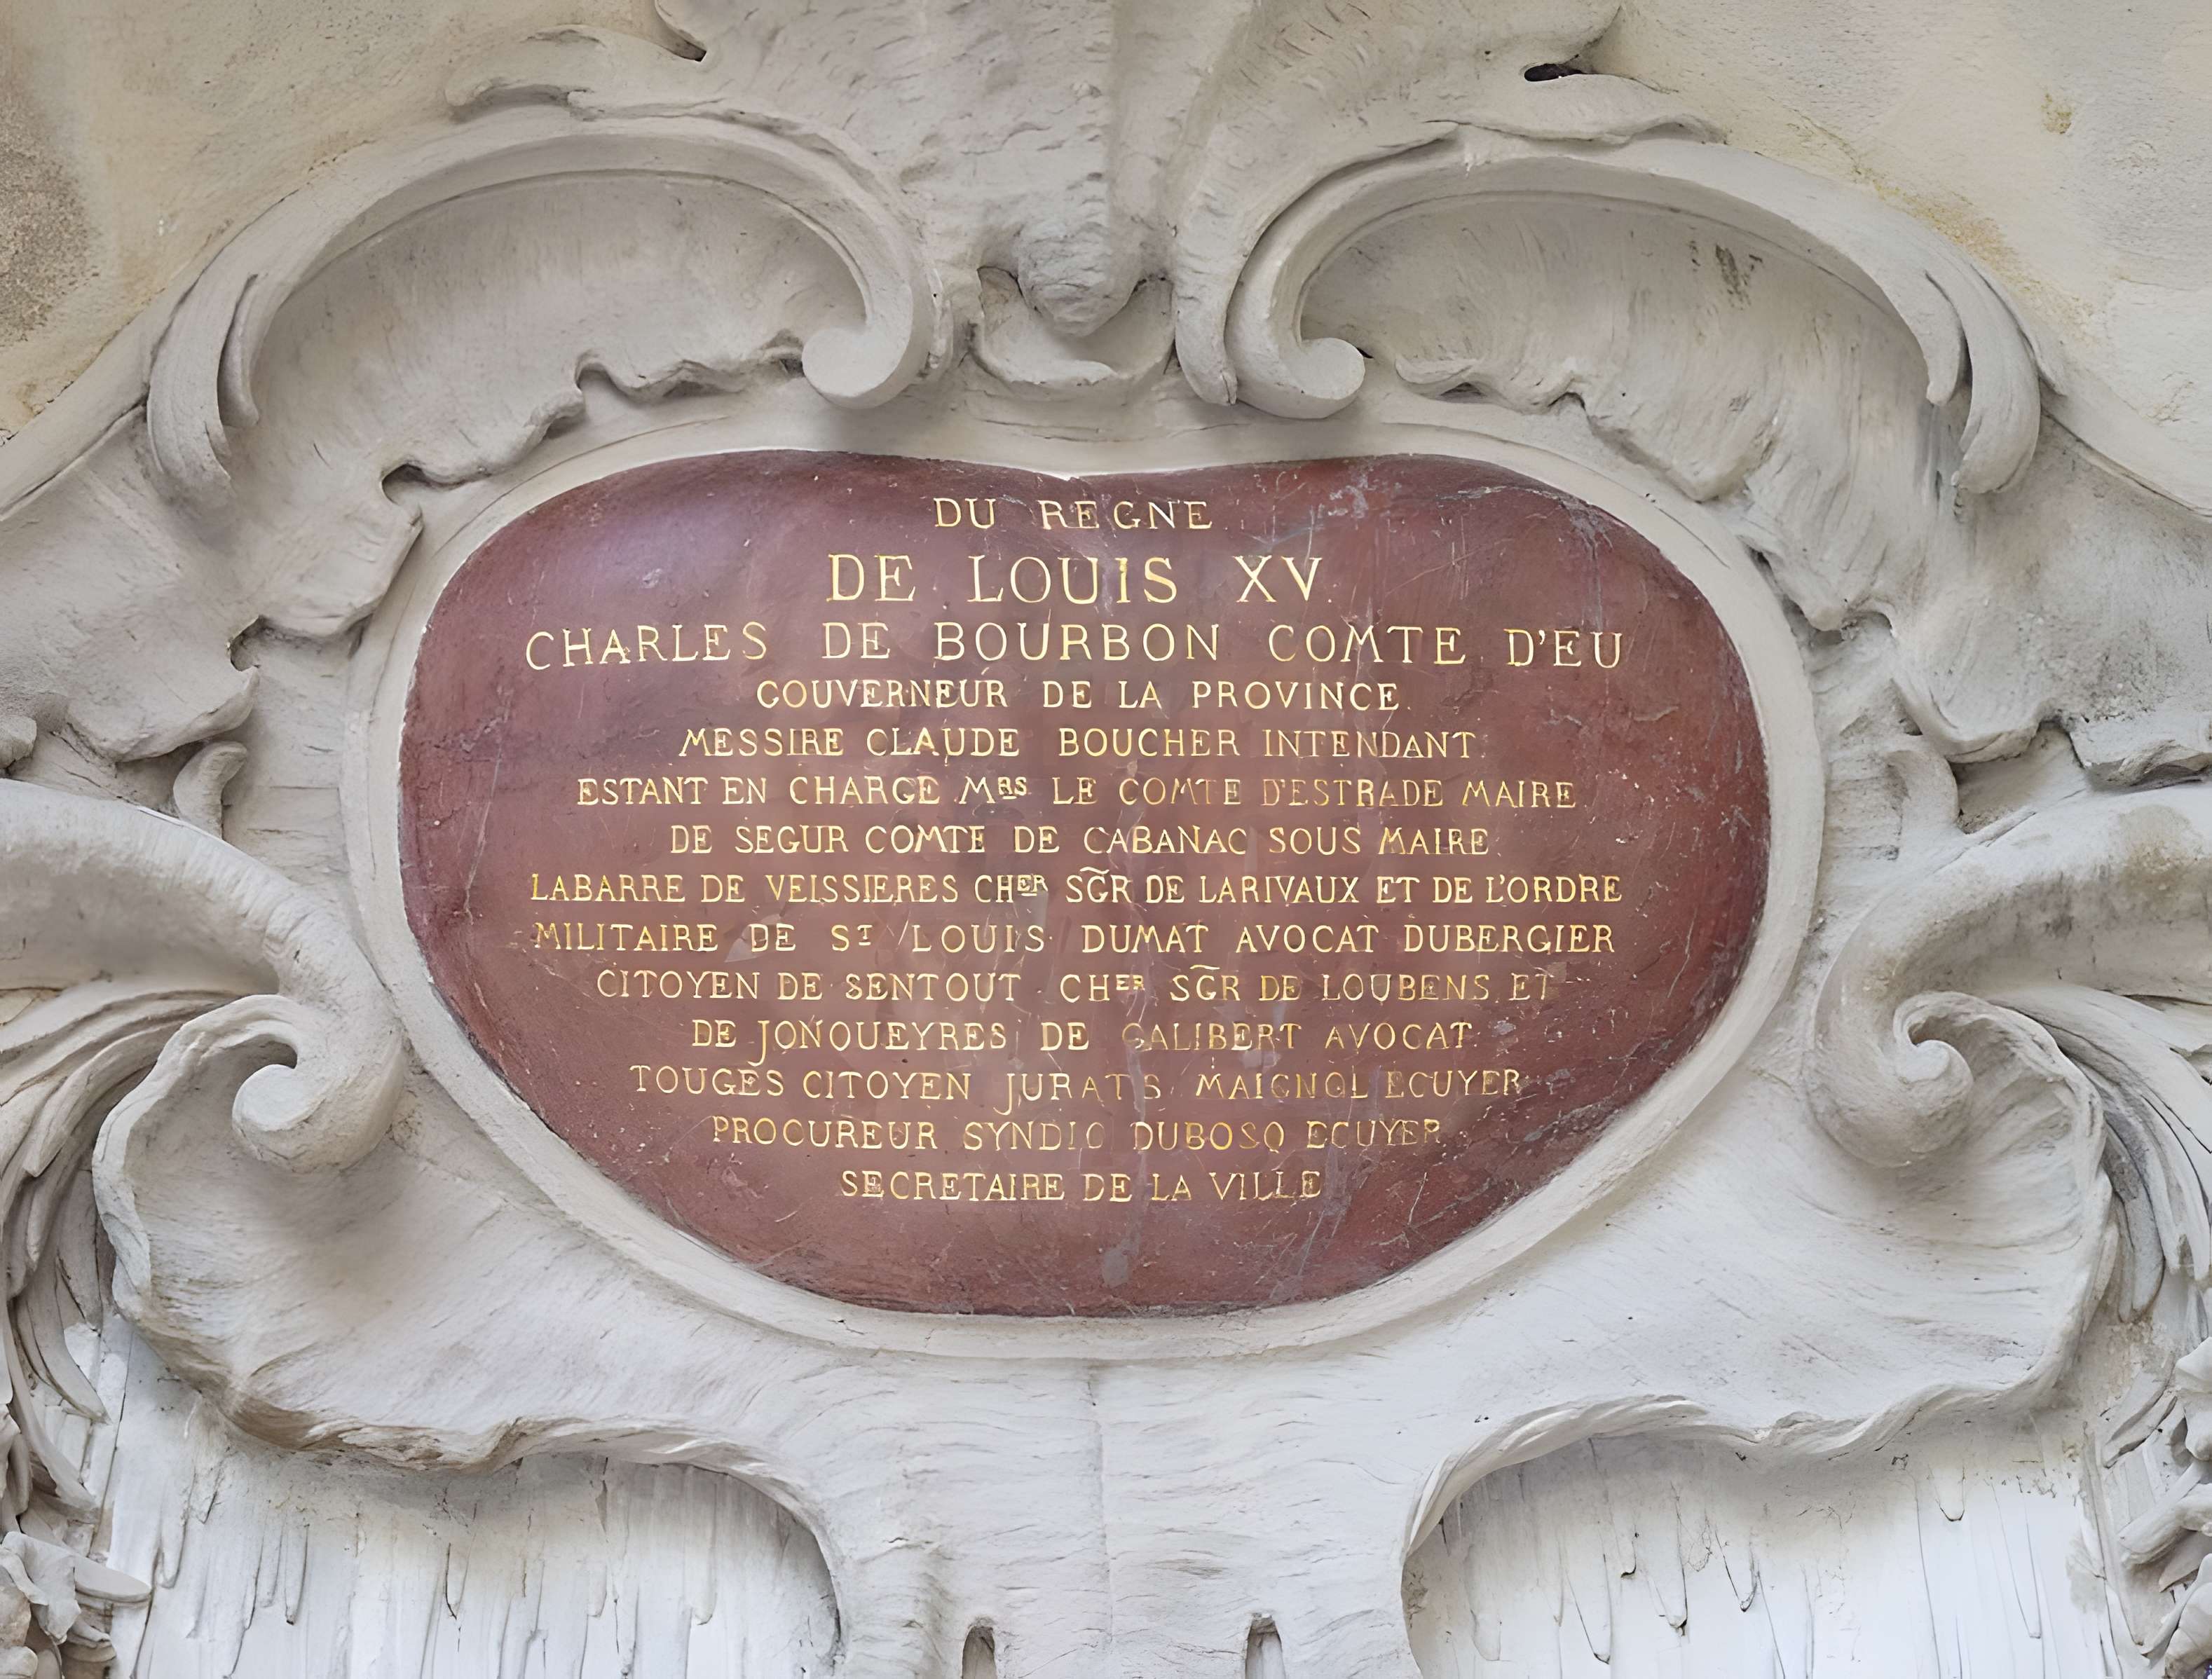 DU REGNE
DE LOUIS XV
CHARLES DE BOURBON COMTE D'EU
GOUVERNEUR DE LA PROVINCE
MESSIRE CLAUDE BOUCHER INTENDANT
ESTANT EN CHARGE MRS LE COMTE D'ESTRADE MAIRE
DE SEGUR COMTE DE CABANAC SOUS MAIRE
LABARRE DE VEISSIERES CHER SG̃R DE LARIVAUX ET DE L'ORDRE
MILITAIRE DE ST LOUIS DUMAT AVOCAT DUBERGIER
CITOYEN DE SENTOUT CHER SG̃R DE LOUBENS ET
DE JONQUEYRES DE GALIBERT AVOCAT
TOUGES CITOYEN JURATS MAIGNOL ECUYER
PROCUREUR SYNDIC DUBOSQ ECUYER
SECRETAIRE DE LA VILLE